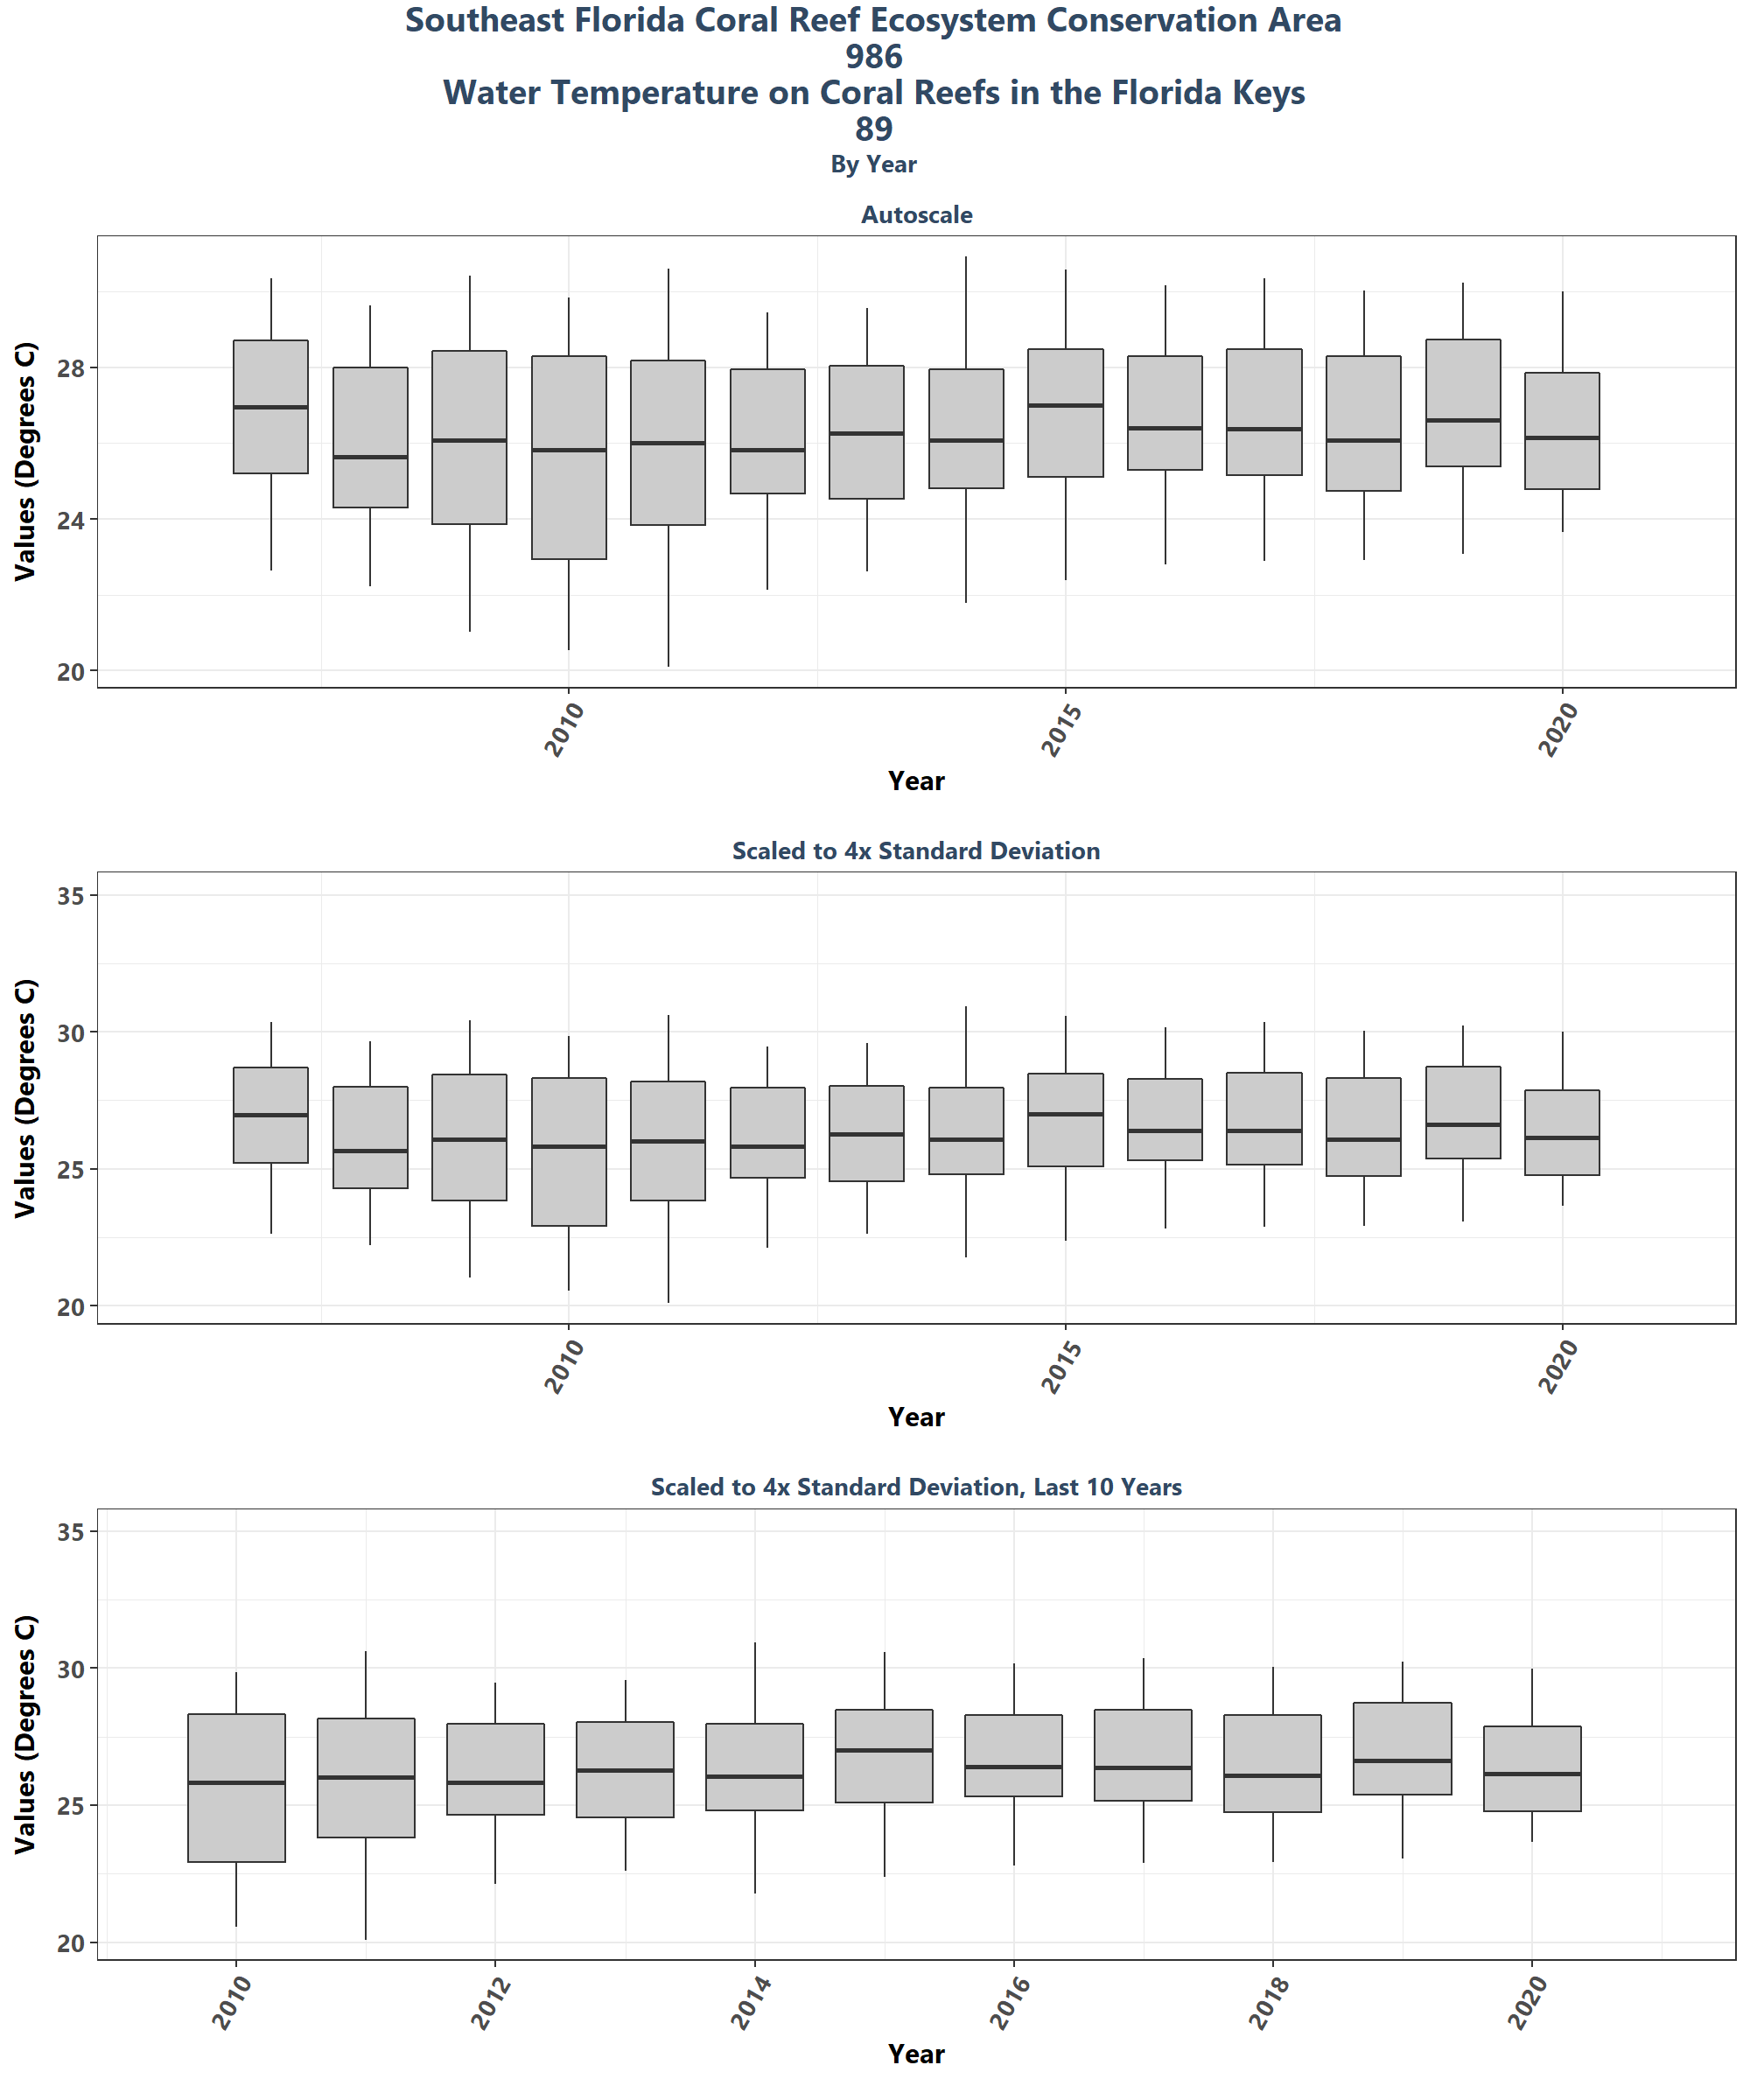 Southeast Florida Coral Reef Ecosystem Conservation Area
986
Water Temperature on Coral Reefs in the Florida Keys
89
By Year
Autoscale
Values (Degrees C)
28
24
20
2010
2015
2020
Year
Scaled to 4x Standard Deviation
Values (Degrees C)
35
30
25
20
2010
2015
2020
Year
Scaled to 4x Standard Deviation, Last 10 Years
Values (Degrees C)
35
30
25
20
2010
2012
2014
2016
2018
2020
Year